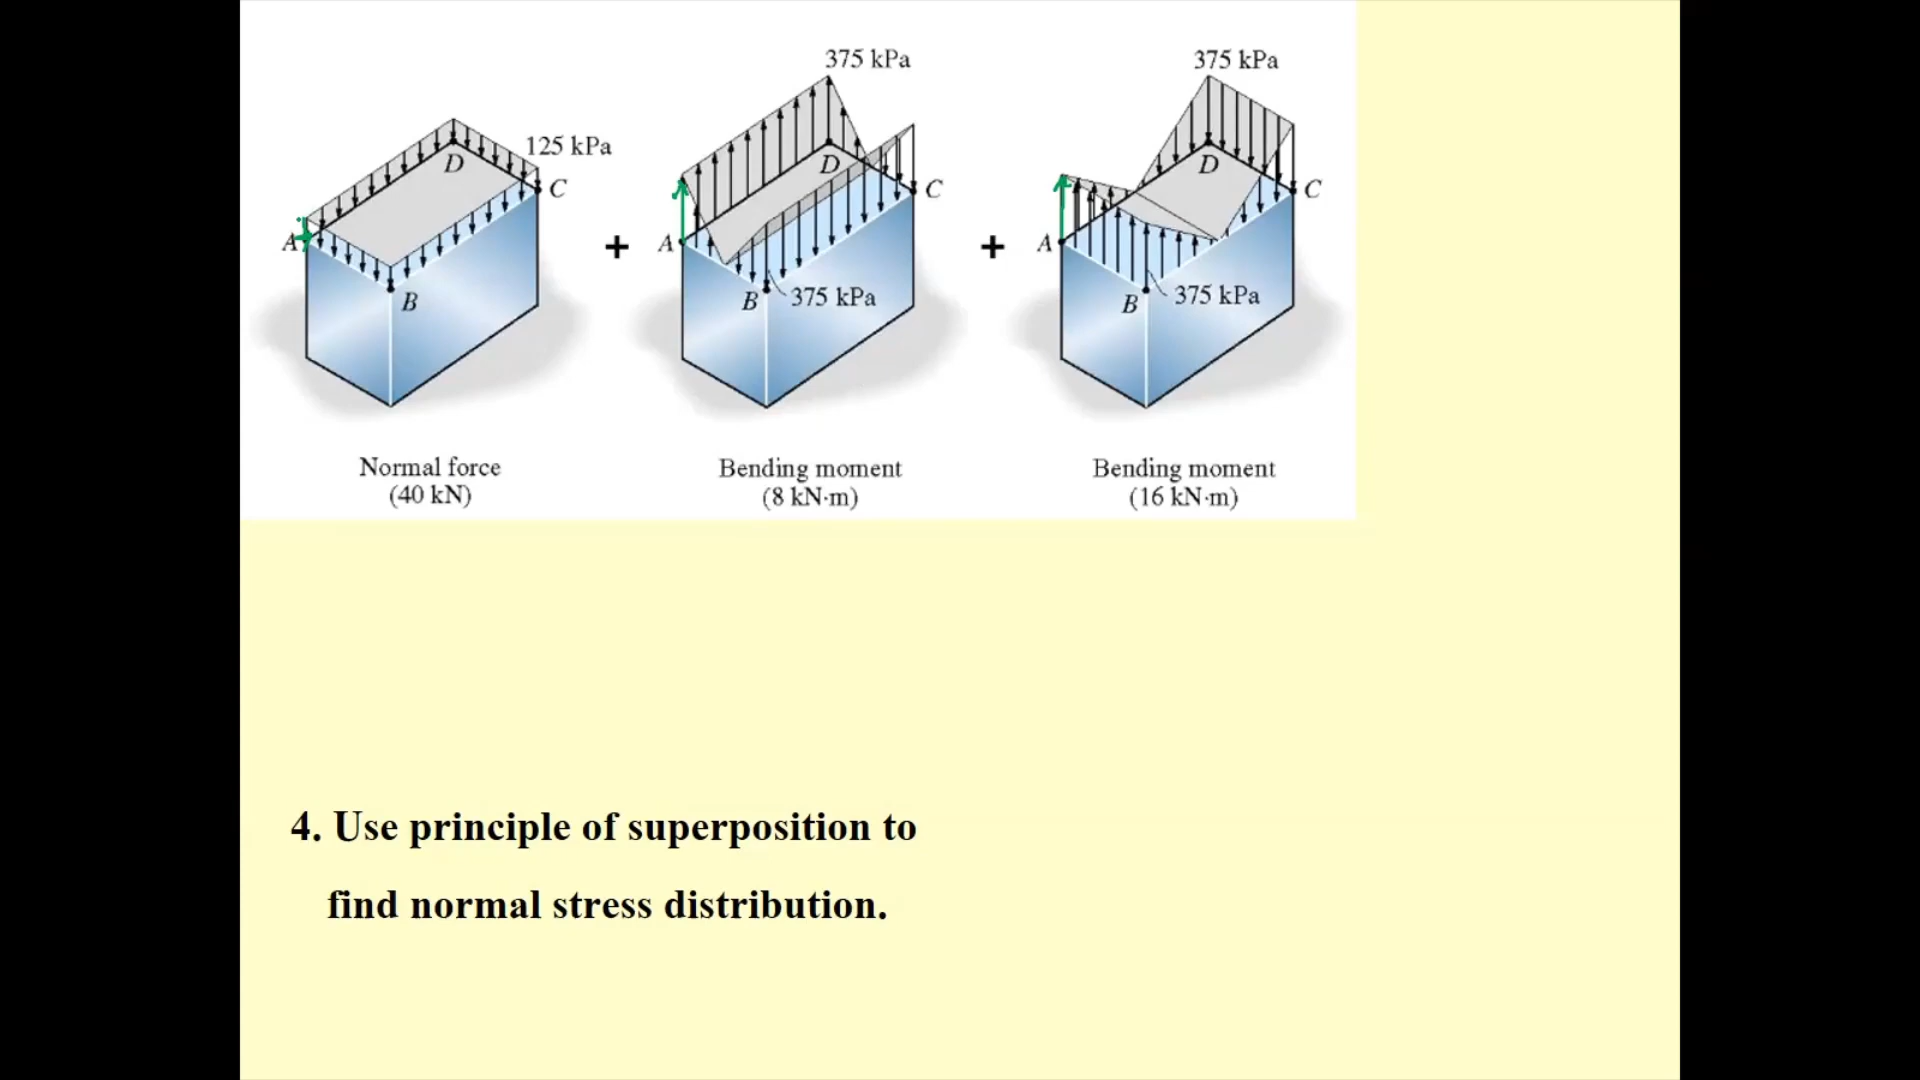 375 kPa
375 kPa
125 kPa
D
D
D
C
C
C
A
+
A
+
A
B
B
375 kPa
B
375 kPa
Normal force
(40 kN)
Bending moment
(8 kN·m)
Bending moment
(16 kN·m)
4. Use principle of superposition to
find normal stress distribution.